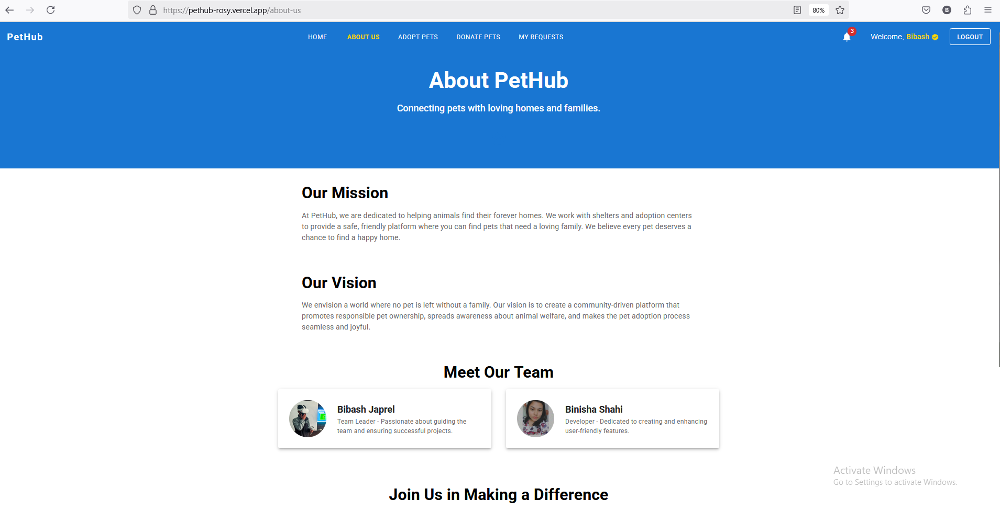 https://pethub-rosy.vercel.app/about-us
80%
B
PetHub
HOME
ABOUT US
ADOPT PETS
DONATE PETS
MY REQUESTS
3
Welcome, Bibash
LOGOUT
About PetHub
Connecting pets with loving homes and families.
Our Mission
At PetHub, we are dedicated to helping animals find their forever homes. We work with shelters and adoption centers
to provide a safe, friendly platform where you can find pets that need a loving family. We believe every pet deserves a
chance to find a happy home.
Our Vision
We envision a world where no pet is left without a family. Our vision is to create a community-driven platform that
promotes responsible pet ownership, spreads awareness about animal welfare, and makes the pet adoption process
seamless and joyful.
Meet Our Team
Bibash Japrel
Team Leader - Passionate about guiding the
team and ensuring successful projects.
Binisha Shahi
Developer - Dedicated to creating and enhancing
user-friendly features.
Activate Windows
Go to Settings to activate Windows.
Join Us in Making a Difference